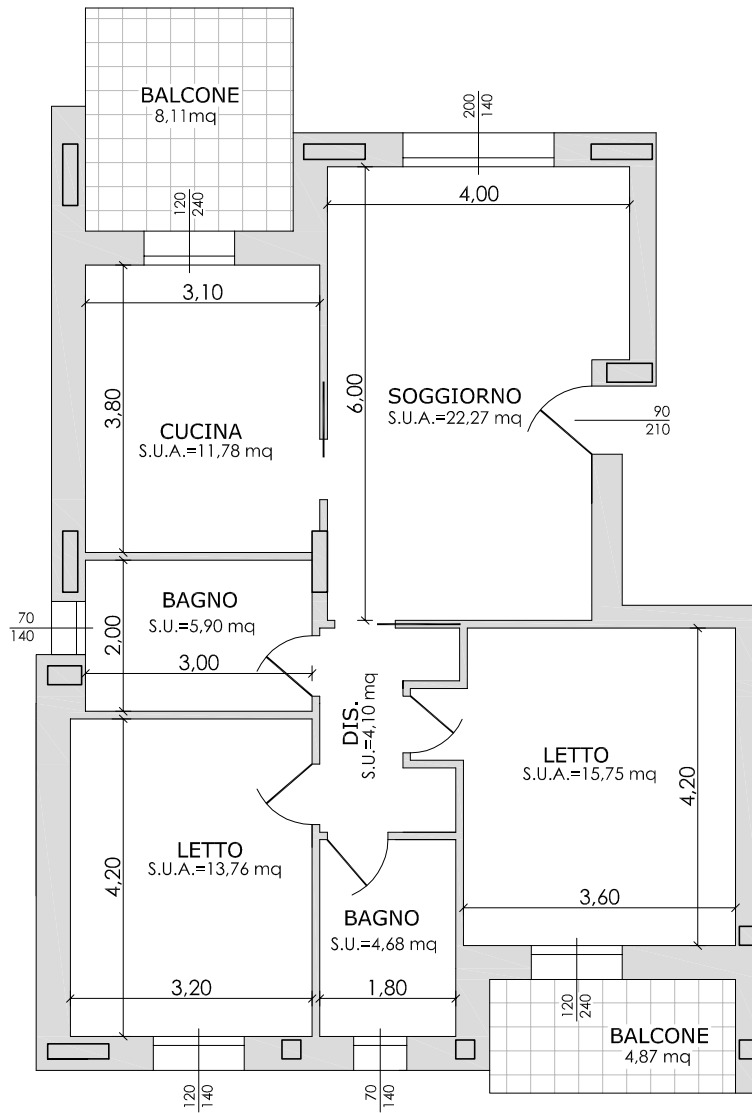 BALCONE
8,11mq
200
140
120
240
4,00
3,10
6,00
3,80
SOGGIORNO
S.U.A.=22,27 mq
90
210
CUCINA
S.U.A.=11,78 mq
70
140
BAGNO
S.U.=5,90 mq
2,00
3,00
DIS.
S.U.=4,10 mq
LETTO
S.U.A.=15,75 mq
4,20
LETTO
S.U.A.=13,76 mq
4,20
3,60
BAGNO
S.U.=4,68 mq
3,20
1,80
120
240
BALCONE
4,87 mq
120
140
70
140